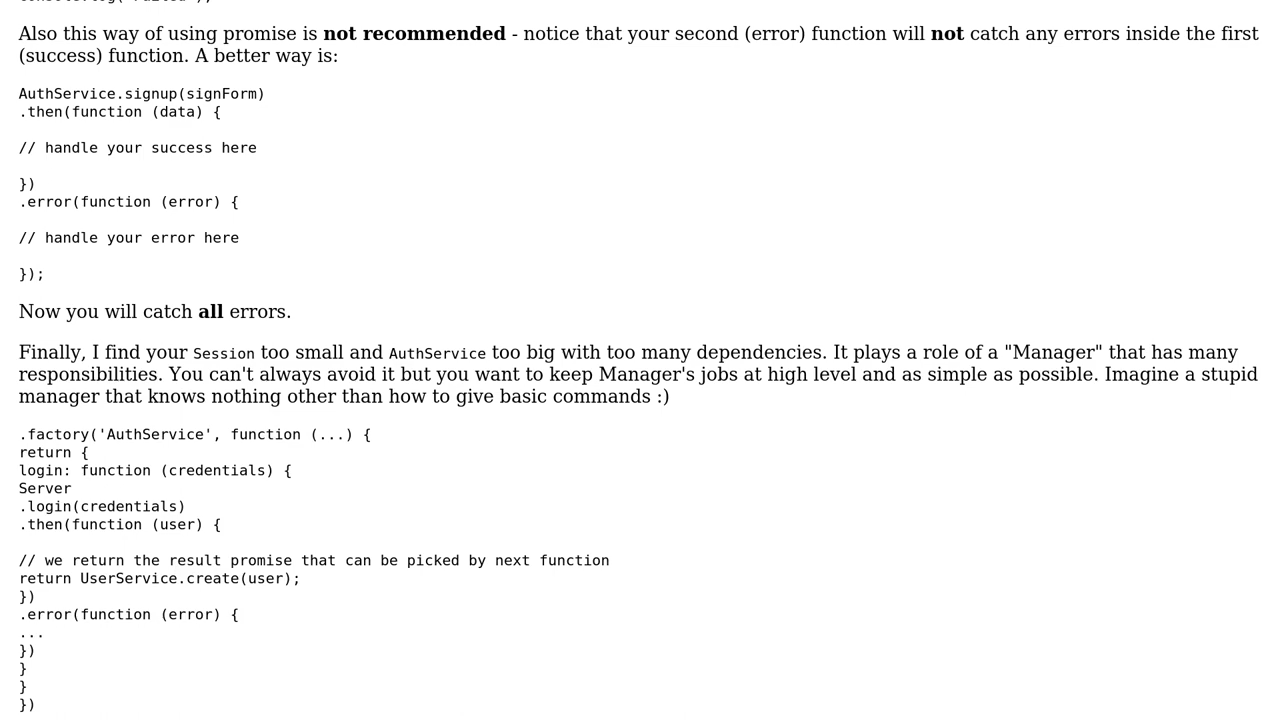 Also this way of using promise is not recommended - notice that your second (error) function will not catch any errors inside the first
(success) function. A better way is:
AuthService.signup(signForm)
.then(function (data) {
// handle your success here
})
.error(function (error) {
// handle your error here
});
Now you will catch all errors.
Finally, I find your Session too small and AuthService too big with too many dependencies. It plays a role of a "Manager" that has many
responsibilities. You can't always avoid it but you want to keep Manager's jobs at high level and as simple as possible. Imagine a stupid
manager that knows nothing other than how to give basic commands :)
.factory('AuthService', function (...) {
return {
login: function (credentials) {
Server
.login(credentials)
.then(function (user) {
// we return the result promise that can be picked by next function
return UserService.create(user);
})
.error(function (error) {
...
})
}
}
})